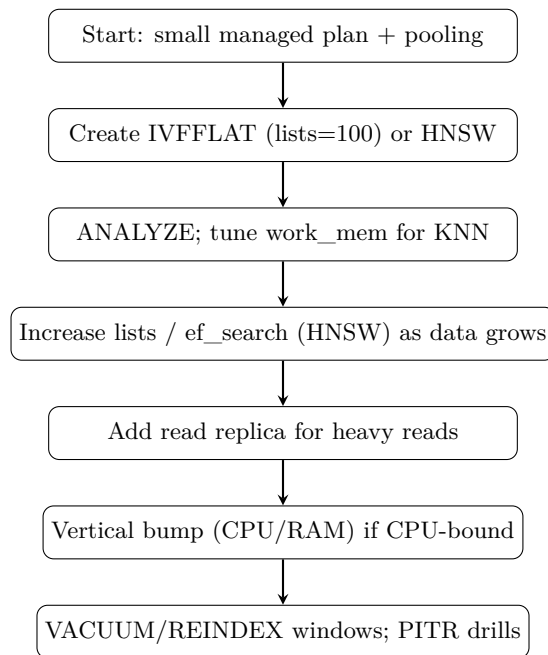 Start: small managed plan + pooling
Create IVFFLAT (lists=100) or HNSW
ANALYZE; tune work_mem for KNN
Increase lists / ef_search (HNSW) as data grows
Add read replica for heavy reads
Vertical bump (CPU/RAM) if CPU-bound
VACUUM/REINDEX windows; PITR drills